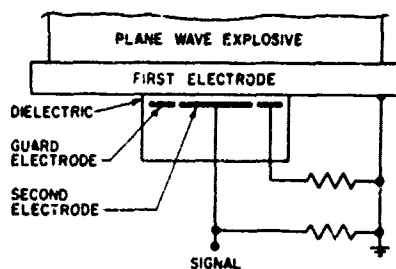 PLANE WAVE EXPLOSIVE
FIRST ELECTRODE
DIELECTRIC
GUARD
ELECTRODE
SECOND
ELECTRODE
SIGNAL